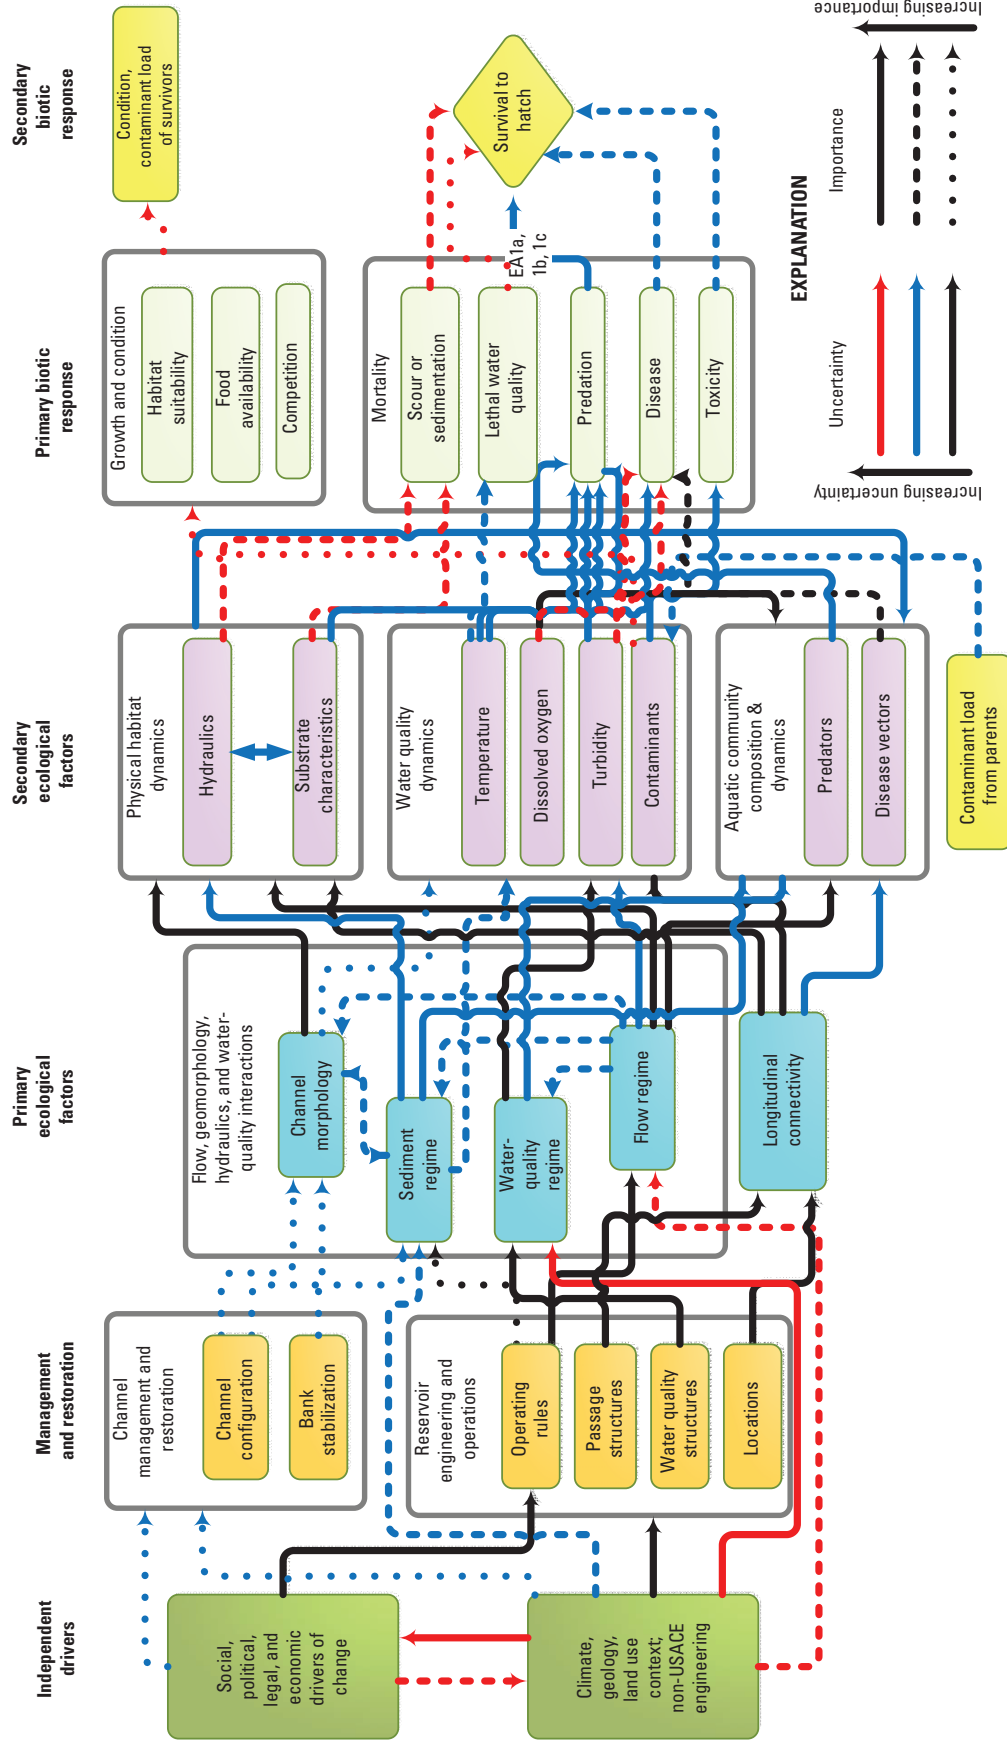 Independent
drivers
Management
and restoration
Primary
ecological
factors
Secondary
ecological
factors
Primary biotic
response
Secondary
biotic
response
Social,
political,
legal, and
economic
drivers of
change
Climate,
geology,
land use
context;
non-USACE
engineering
Channel
management and
restoration
Channel
configuration
Bank
stabilization
Reservoir
engineering and
operations
Operating
rules
Passage
structures
Water quality
structures
Locations
Flow, geomorphology,
hydraulics, and water-
quality interactions
Channel
morphology
Sediment
regime
Water-
quality
regime
Flow regime
Longitudinal
connectivity
Physical habitat
dynamics
Hydraulics
Substrate
characteristics
Water quality
dynamics
Temperature
Dissolved oxygen
Turbidity
Contaminants
Aquatic community
composition &
dynamics
Predators
Disease vectors
Contaminant load
from parents
Growth and condition
Habitat
suitability
Food
availability
Competition
Mortality
Scour or
sedimentation
Lethal water
quality
Predation
Disease
Toxicity
EA1a,
1b, 1c
Condition,
contaminant load
of survivors
Survival to
hatch
EXPLANATION
Uncertainty
Importance
Increasing uncertainty
Increasing importance